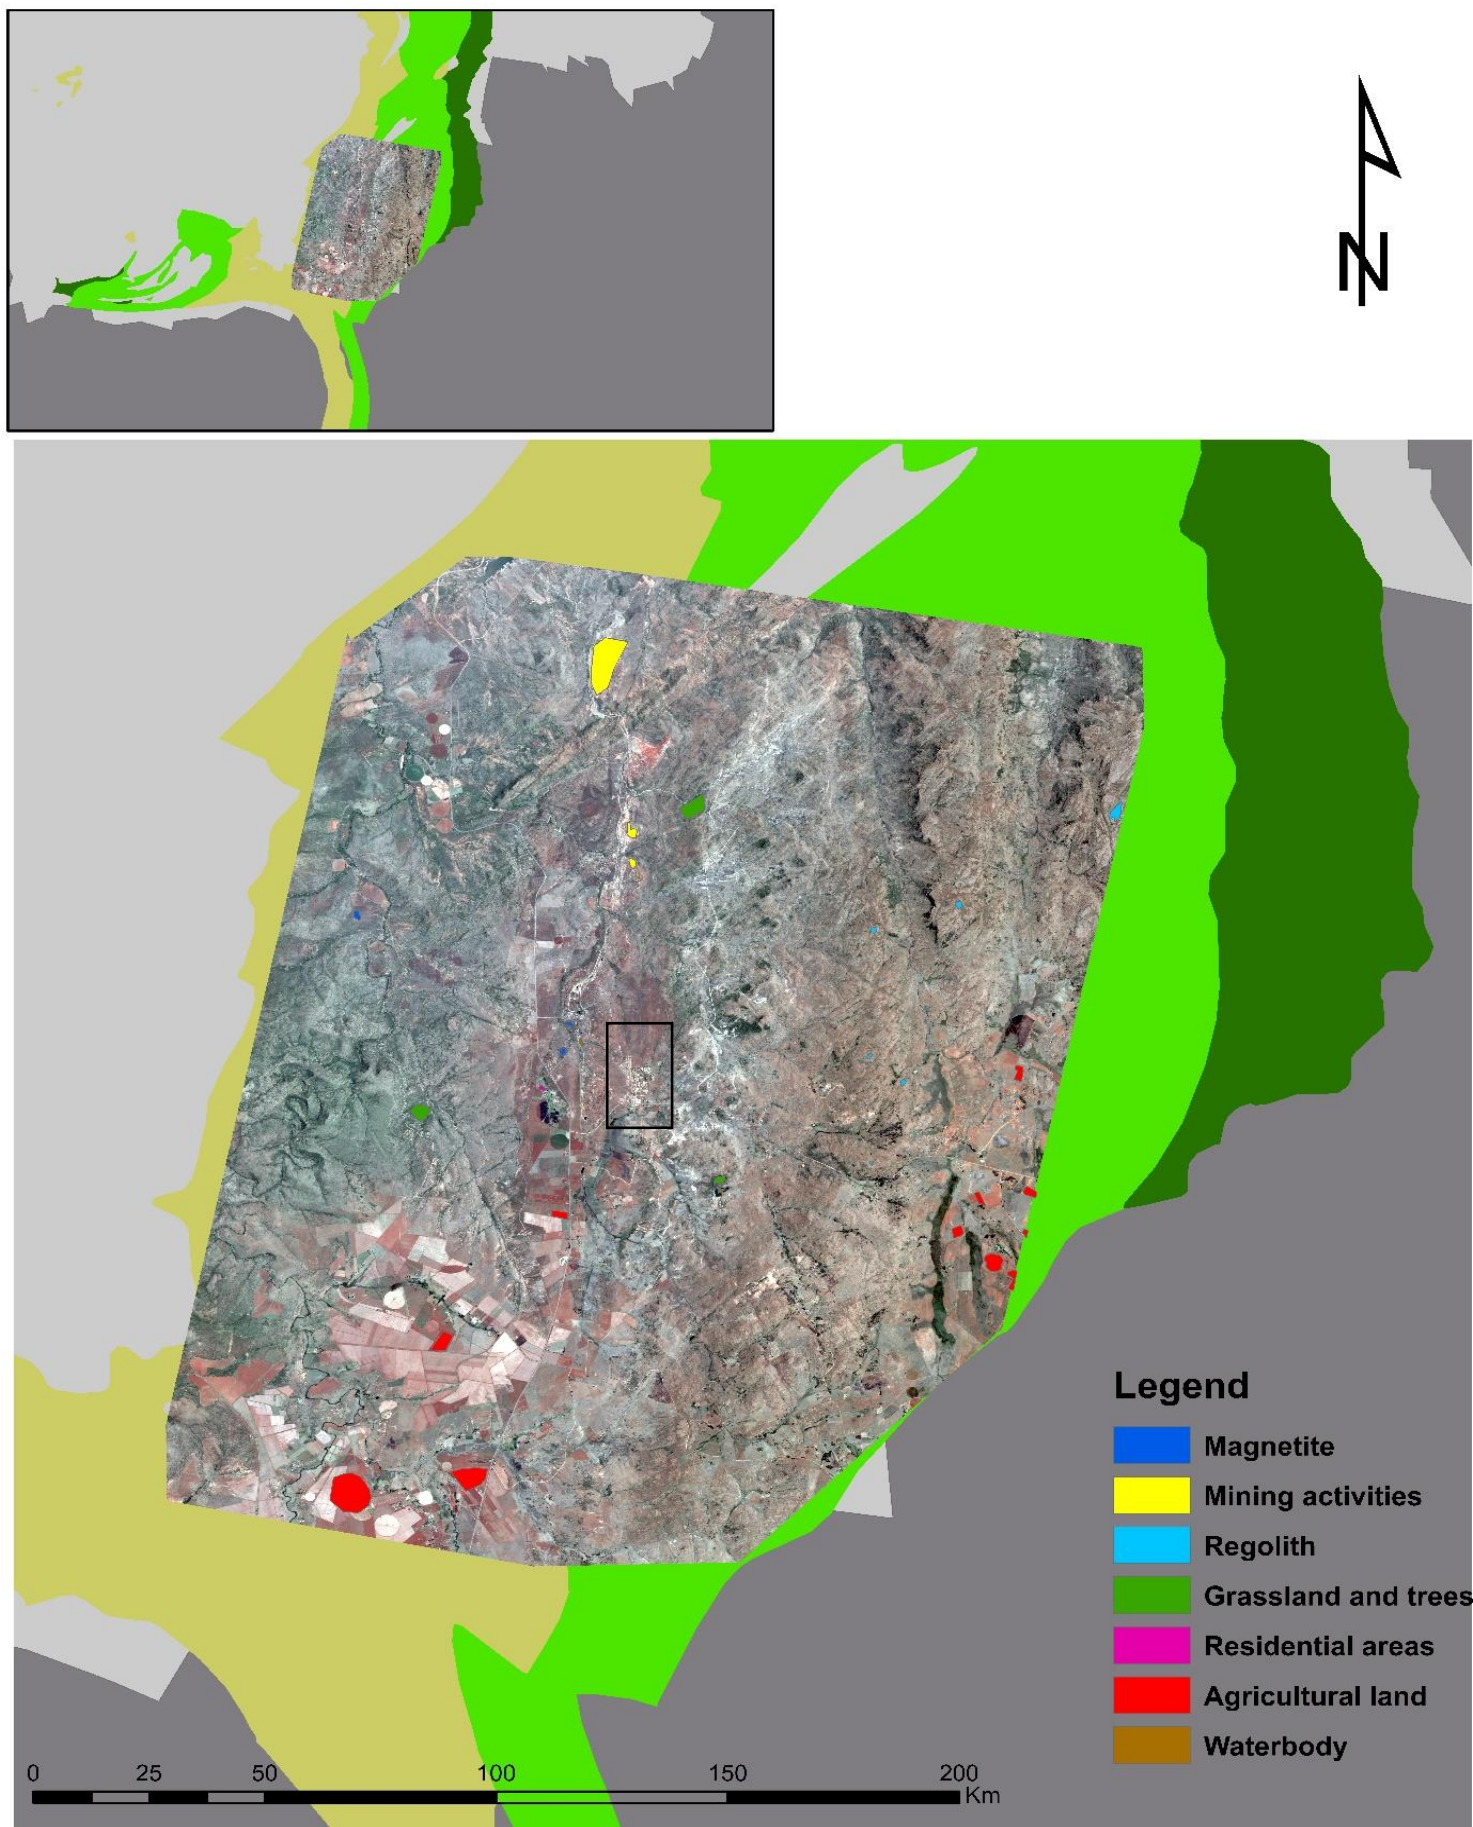 N
Legend
Magnetite
Mining activities
Regolith
Grassland and trees
Residential areas
Agricultural land
Waterbody
0 25 50 100 150 200
Km